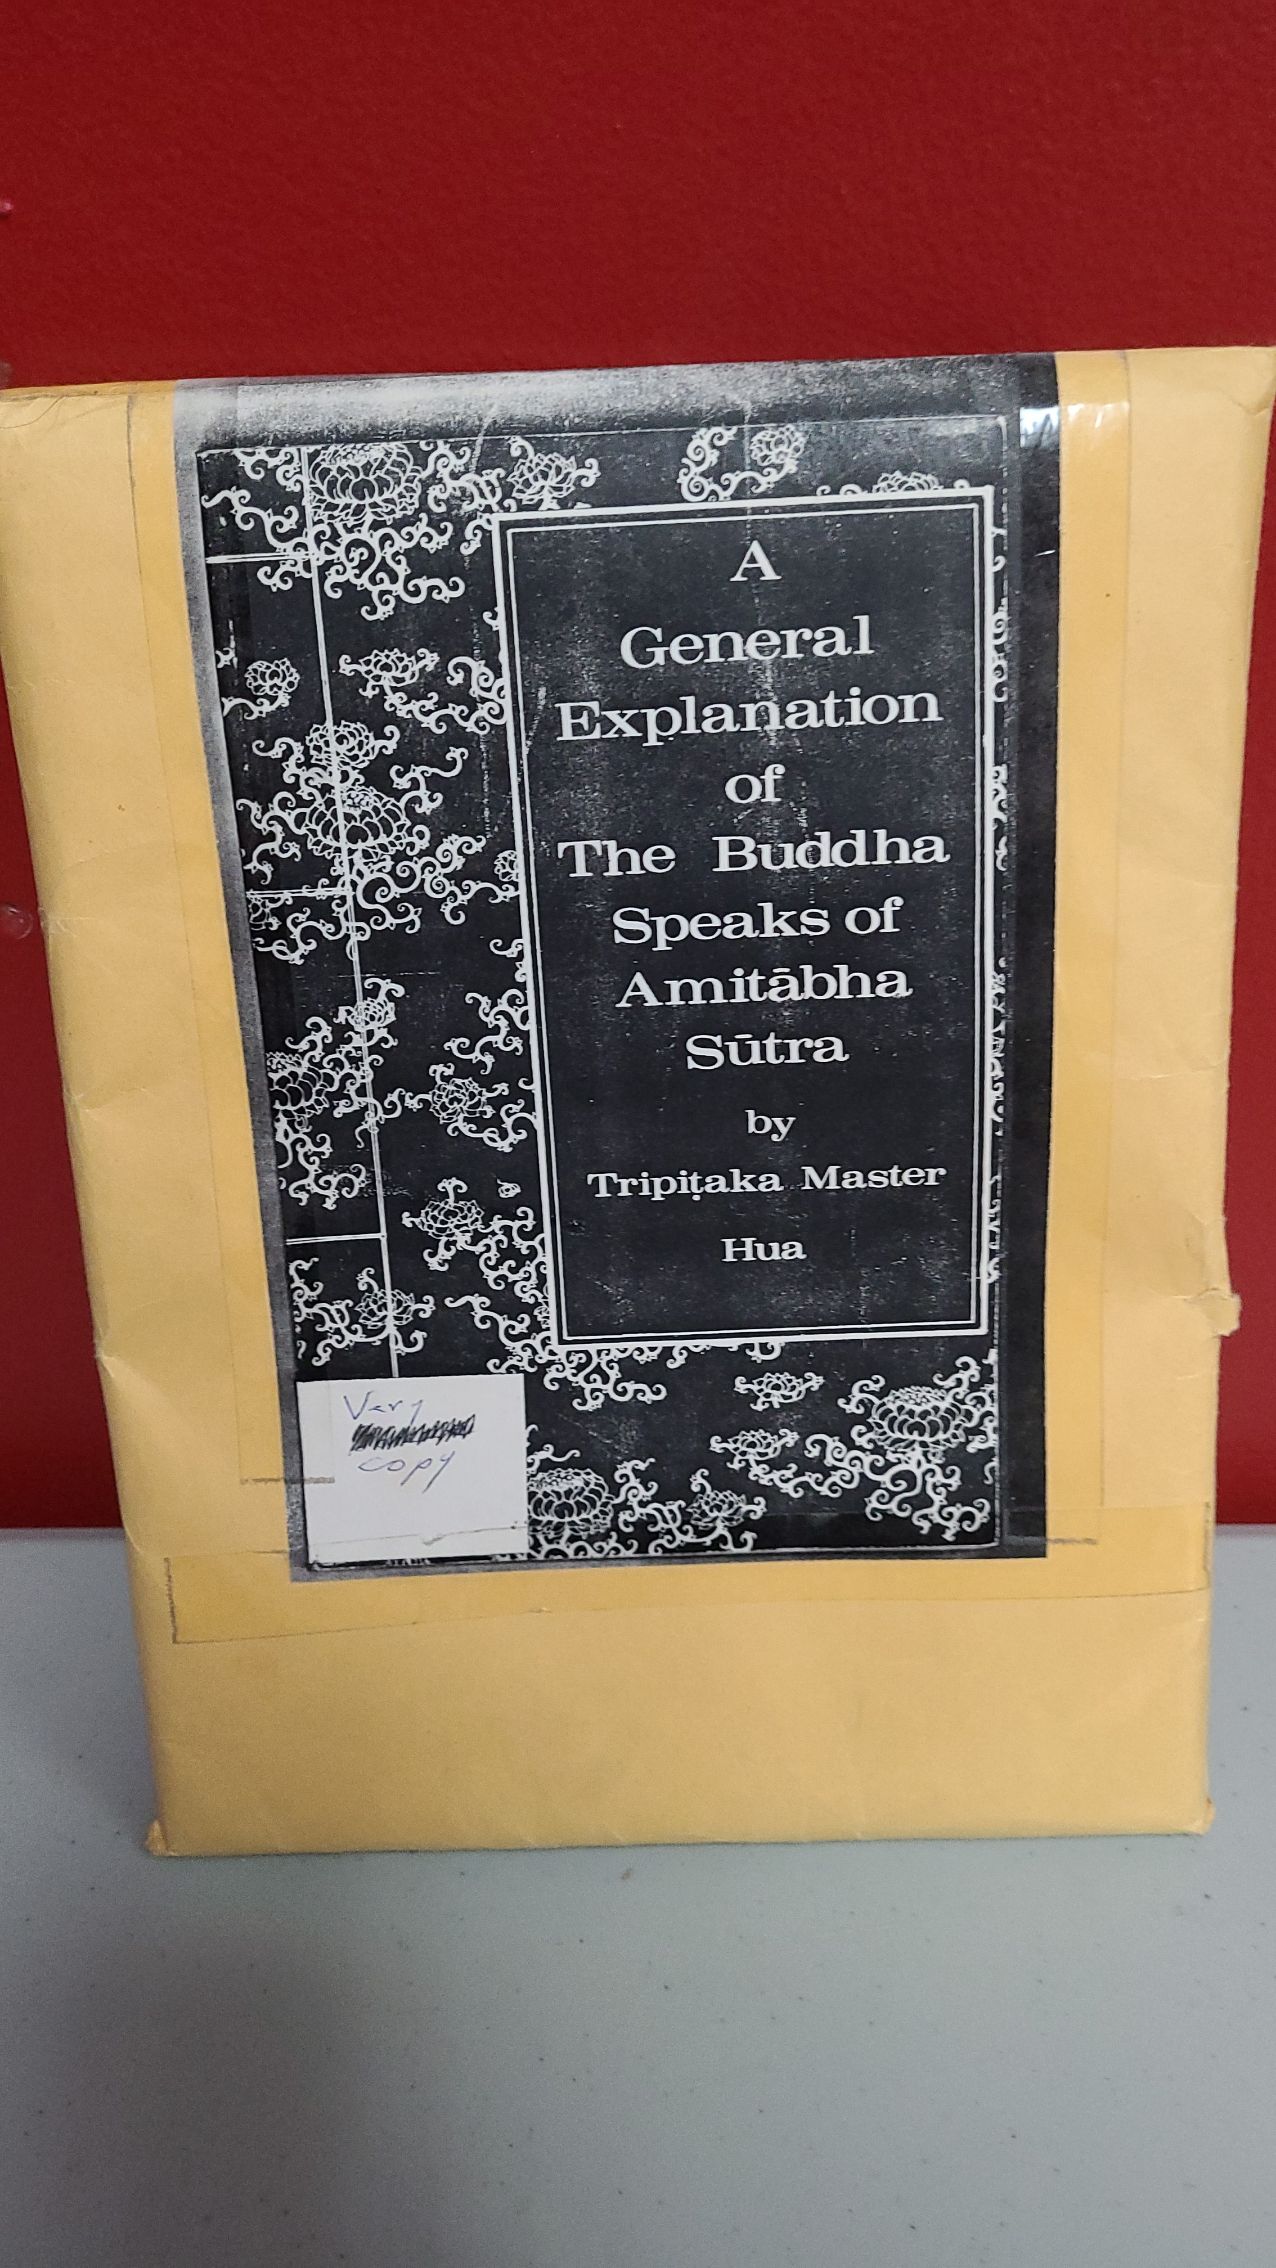 A
General
Explanation
of
The Buddha
Speaks of
Amitābha
Sūtra
by
Tripiṭaka Master
Hua
Very
copy